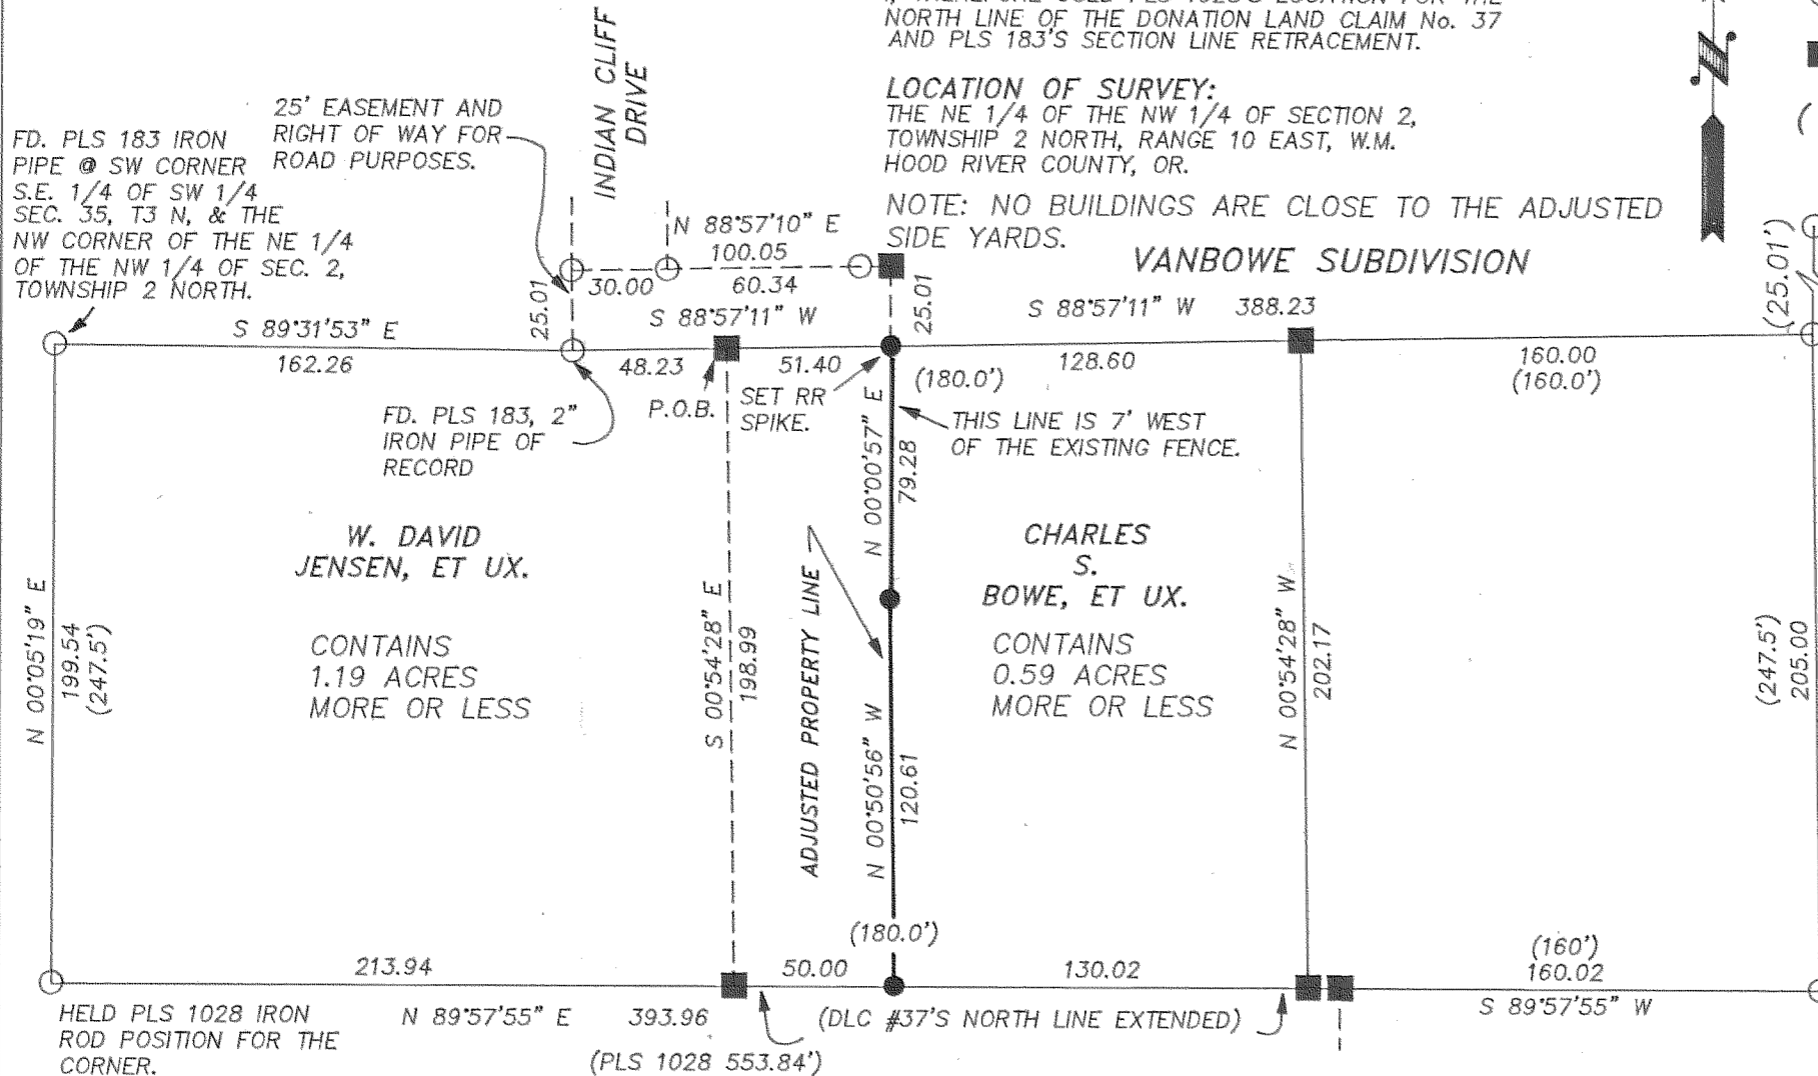 NORTH LINE OF THE DONATION LAND CLAIM No. 37
AND PLS 183'S SECTION LINE RETRACEMENT.
LOCATION OF SURVEY:
THE NE 1/4 OF THE NW 1/4 OF SECTION 2,
TOWNSHIP 2 NORTH, RANGE 10 EAST, W.M.
HOOD RIVER COUNTY, OR.
NOTE: NO BUILDINGS ARE CLOSE TO THE ADJUSTED
SIDE YARDS.
VANBOWE SUBDIVISION
INDIAN CLIFF
DRIVE
25' EASEMENT AND
RIGHT OF WAY FOR
ROAD PURPOSES.
FD. PLS 183 IRON
PIPE @ SW CORNER
S.E. 1/4 OF SW 1/4
SEC. 35, T3 N, & THE
NW CORNER OF THE NE 1/4
OF THE NW 1/4 OF SEC. 2,
TOWNSHIP 2 NORTH.
N 88°57'10" E
100.05
30.00
60.34
25.01
25.01
(25.01')
S 89°31'53" E
162.26
S 88°57'11" W
48.23
51.40
S 88°57'11" W 388.23
128.60
(180.0')
160.00
(160.0')
P.O.B.
SET RR
SPIKE.
FD. PLS 183, 2"
IRON PIPE OF
RECORD
THIS LINE IS 7' WEST
OF THE EXISTING FENCE.
N 00°00'57" E
79.28
W. DAVID
JENSEN, ET UX.
CONTAINS
1.19 ACRES
MORE OR LESS
CHARLES
S.
BOWE, ET UX.
CONTAINS
0.59 ACRES
MORE OR LESS
N 00°05'19" E
199.54
(247.5')
S 00°54'28" E
198.99
ADJUSTED PROPERTY LINE
N 00°50'56" W
120.61
N 00°54'28" W
202.17
(247.5')
205.00
(180.0')
213.94
50.00
130.02
(160')
160.02
HELD PLS 1028 IRON
ROD POSITION FOR THE
CORNER.
N 89°57'55" E 393.96
(DLC #37'S NORTH LINE EXTENDED)
S 89°57'55" W
(PLS 1028 553.84')